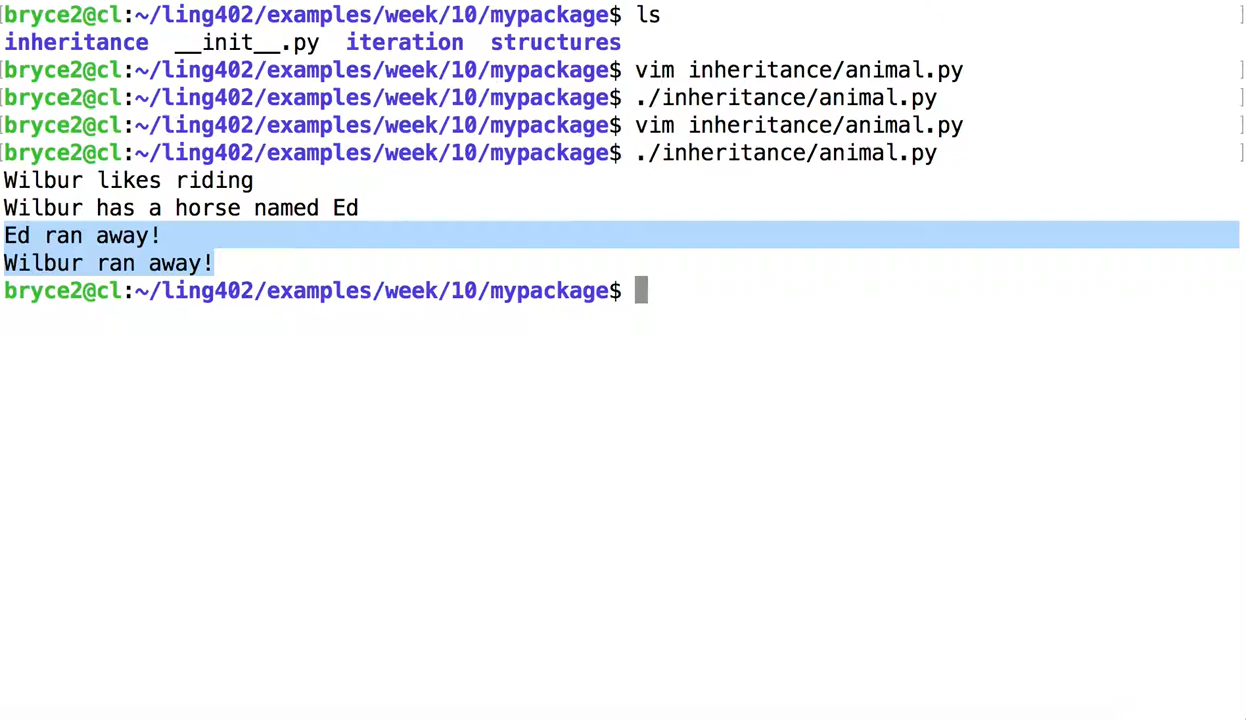 bryce2@cl:~/ling402/examples/week/10/mypackage$ ls
inheritance  __init__.py  iteration  structures
bryce2@cl:~/ling402/examples/week/10/mypackage$ vim inheritance/animal.py
bryce2@cl:~/ling402/examples/week/10/mypackage$ ./inheritance/animal.py
bryce2@cl:~/ling402/examples/week/10/mypackage$ vim inheritance/animal.py
bryce2@cl:~/ling402/examples/week/10/mypackage$ ./inheritance/animal.py
Wilbur likes riding
Wilbur has a horse named Ed
Ed ran away!
Wilbur ran away!
bryce2@cl:~/ling402/examples/week/10/mypackage$